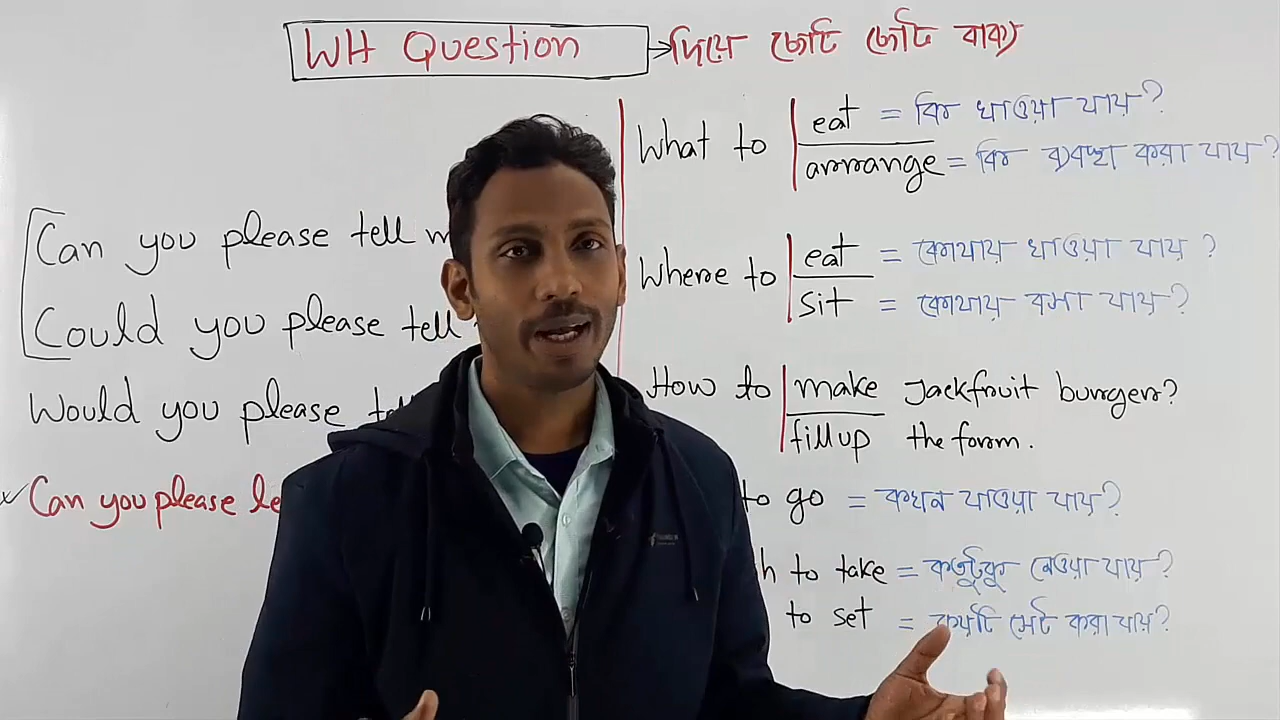 WH Question → দিয়ে ছোট ছোট বাক্য
What to eat = কি খাওয়া যায়?
arrange = কি ব্যবস্থা করা যায়?
Where to eat = কোথায় খাওয়া যায় ?
sit = কোথায় বসা যায়?
How to make Jackfruit burger?
fill up the form.
to go = কখন যাওয়া যায়?
h to take = কতটুকু নেওয়া যায়?
to set = কয়টি সেট করা যায়?
Can you please tell m
Could you please tell
Would you please te
Can you please le